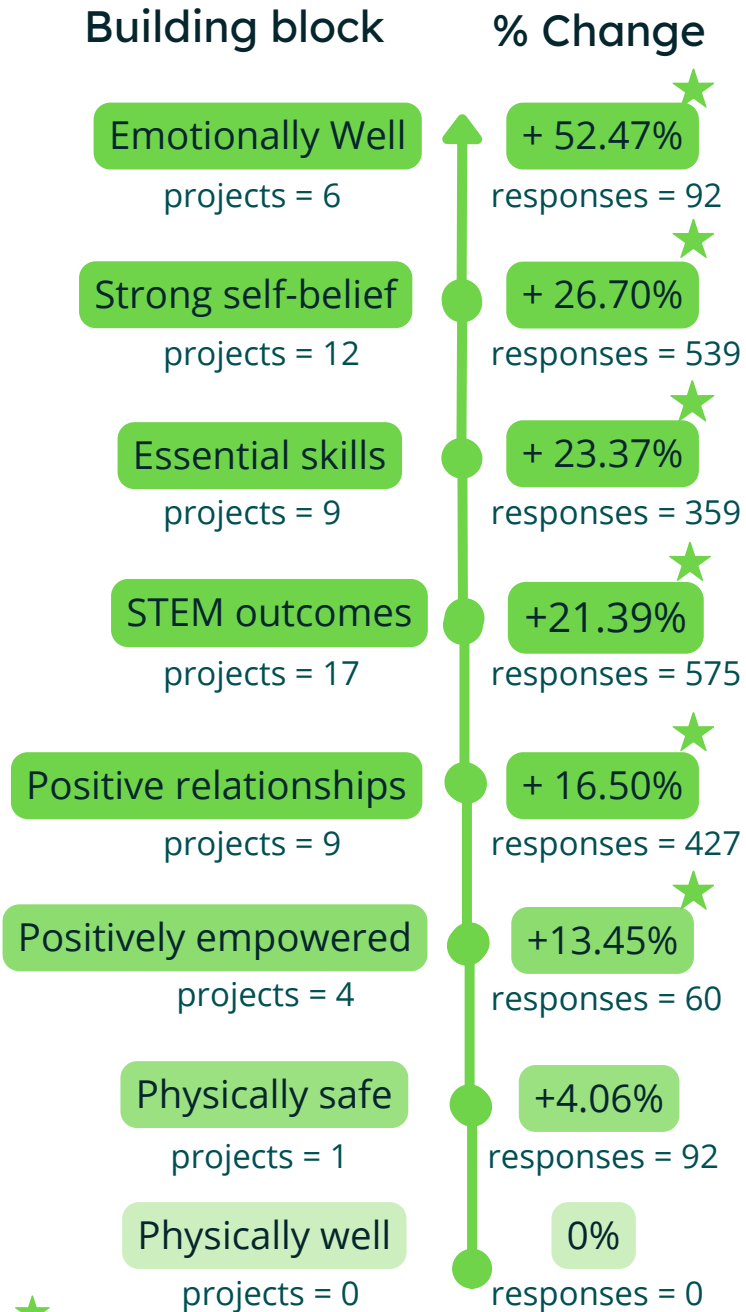 Building block % Change
Emotionally Well + 52.47%
projects = 6 responses = 92
Strong self-belief + 26.70%
projects = 12 responses = 539
Essential skills + 23.37%
projects = 9 responses = 359
STEM outcomes +21.39%
projects = 17 responses = 575
Positive relationships + 16.50%
projects = 9 responses = 427
Positively empowered +13.45%
projects = 4 responses = 60
Physically safe +4.06%
projects = 1 responses = 92
Physically well 0%
projects = 0 responses = 0